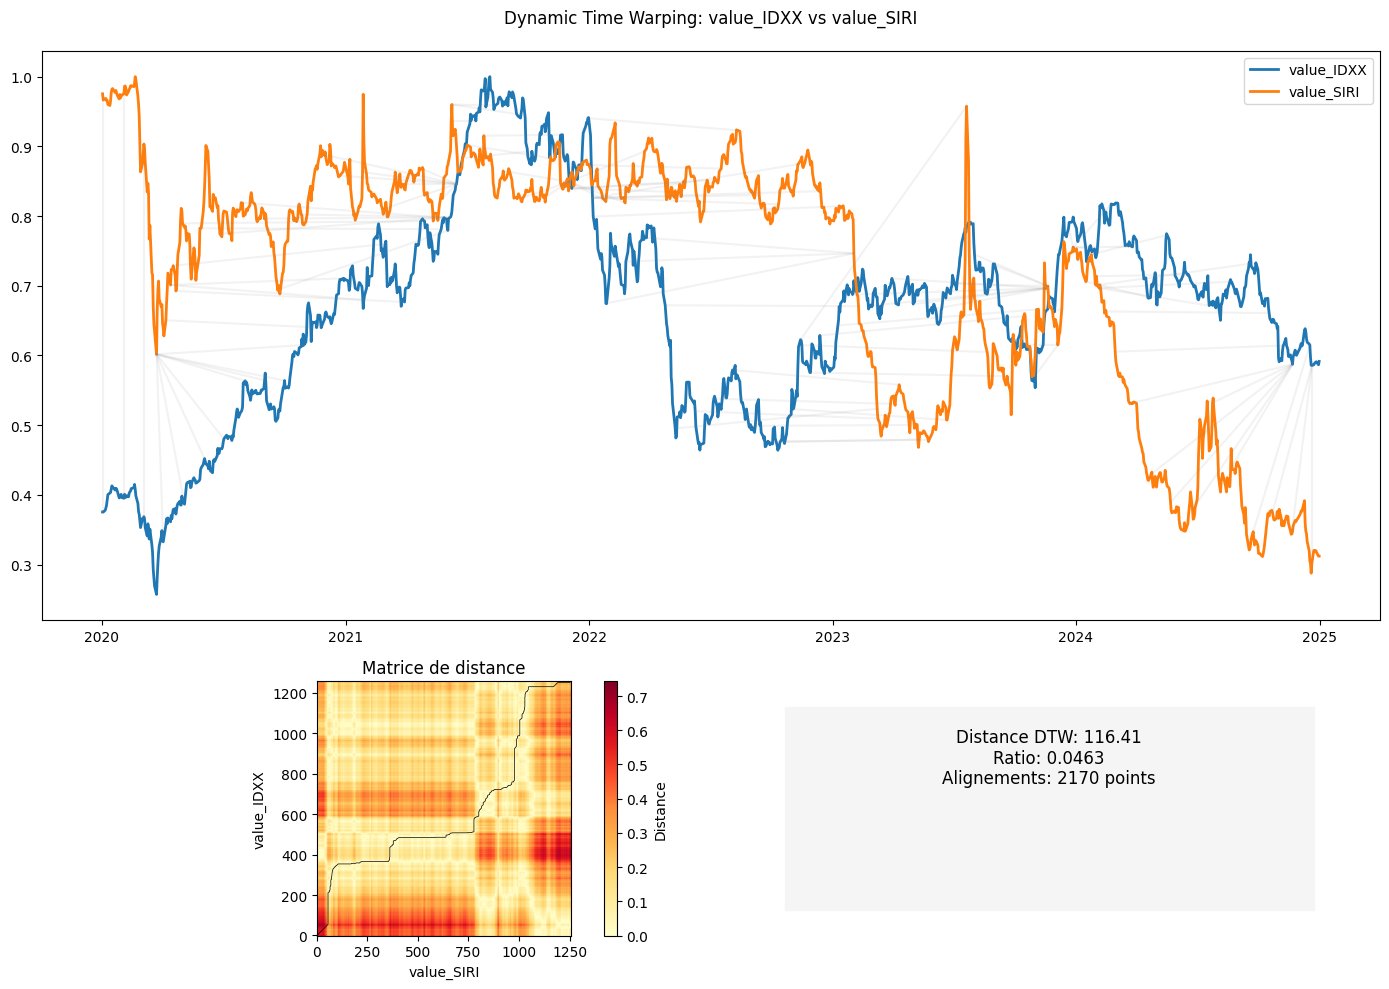 Dynamic Time Warping: value_IDXX vs value_SIRI
value_IDXX
value_SIRI
1.0
0.9
0.8
0.7
0.6
0.5
0.4
0.3
2020 2021 2022 2023 2024 2025
Matrice de distance
1200
1000
800
600
400
200
0
value_IDXX
0 250 500 750 1000 1250
value_SIRI
0.7
0.6
0.5
0.4
0.3
0.2
0.1
0.0
Distance
Distance DTW: 116.41
Ratio: 0.0463
Alignements: 2170 points